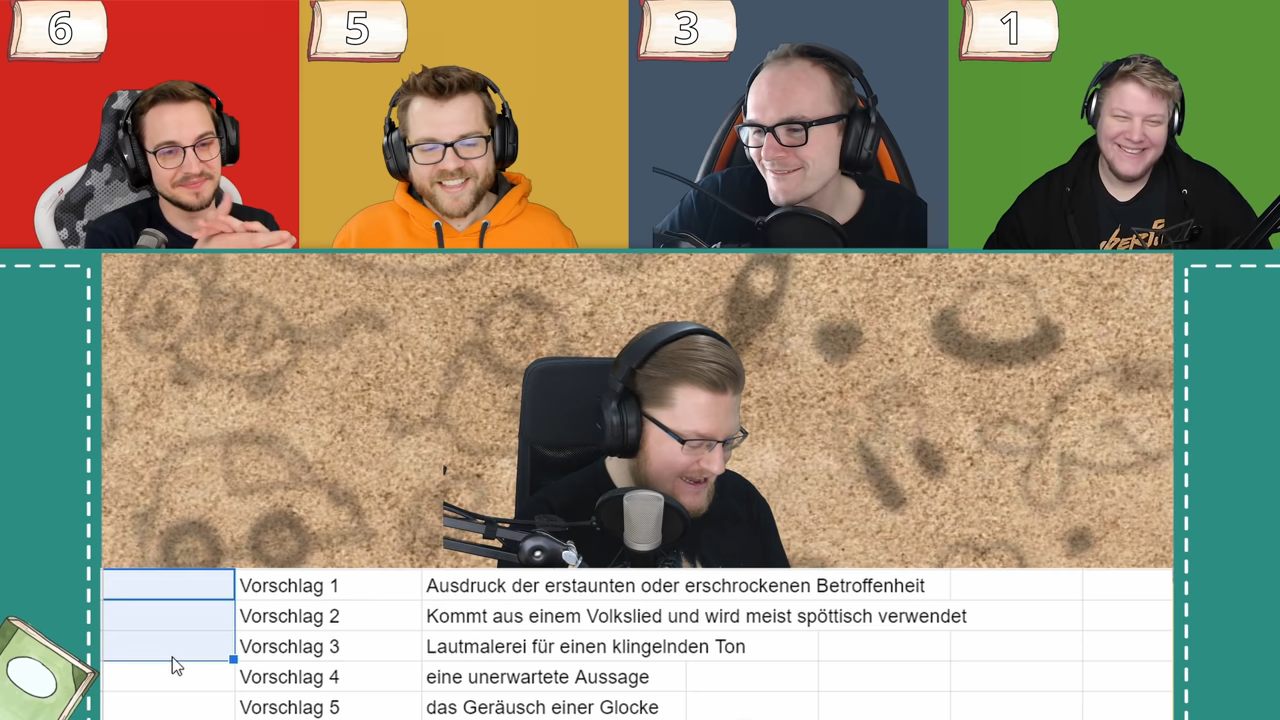 6
5
3
1
Vorschlag 1 Ausdruck der erstaunten oder erschrockenen Betroffenheit
Vorschlag 2 Kommt aus einem Volkslied und wird meist spöttisch verwendet
Vorschlag 3 Lautmalerei für einen klingelnden Ton
Vorschlag 4 eine unerwartete Aussage
Vorschlag 5 das Geräusch einer Glocke